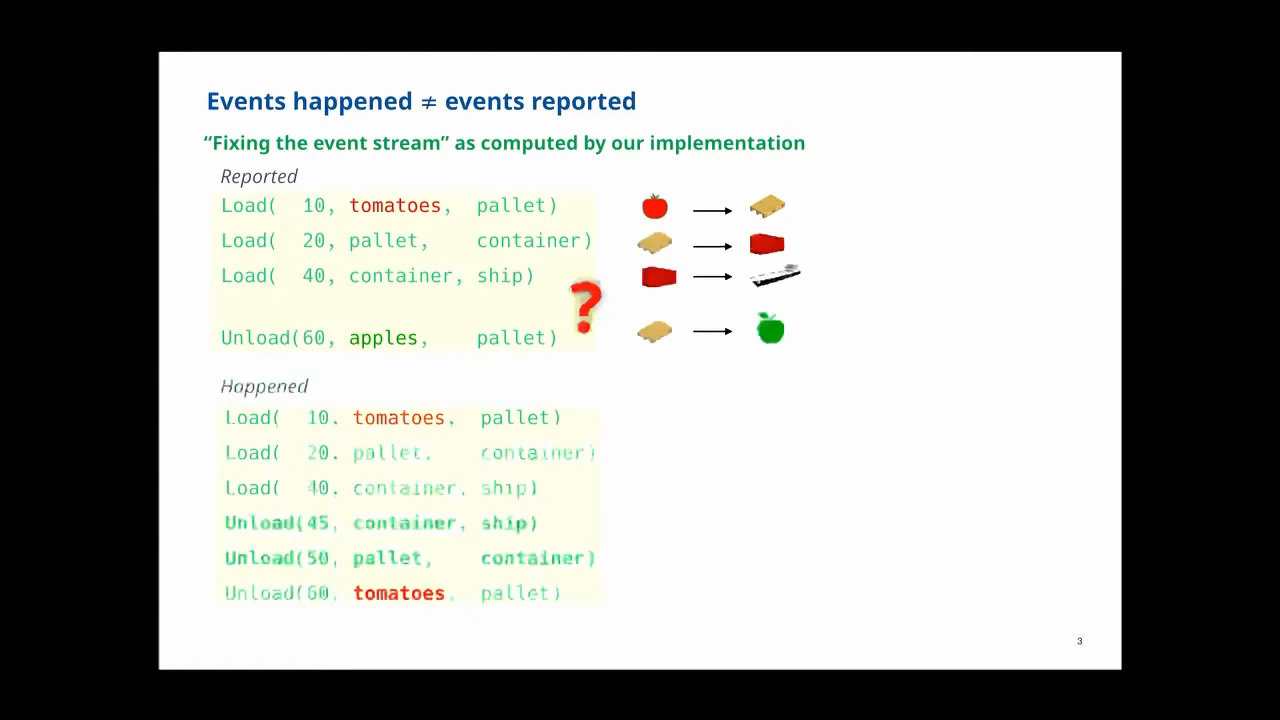 Events happened ≠ events reported
“Fixing the event stream” as computed by our implementation
Reported
Load(  10, tomatoes,  pallet)
Load(  20, pallet,    container)
Load(  40, container, ship)
?
Unload(60, apples,    pallet)
Happened
Load(  10. tomatoes,  pallet)
Load(  20. pallet,    container)
Load(  40. container, ship)
Unload(45, container, ship)
Unload(50, pallet,    container)
Unload(60. tomatoes,  pallet)
3